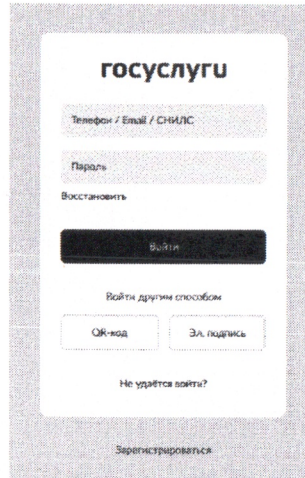 госуслуги
Телефон / Email / СНИЛС
Пароль
Восстановить
Войти
Войти другим способом
QR-код
Эл. подпись
Не удаётся войти?
Зарегистрироваться